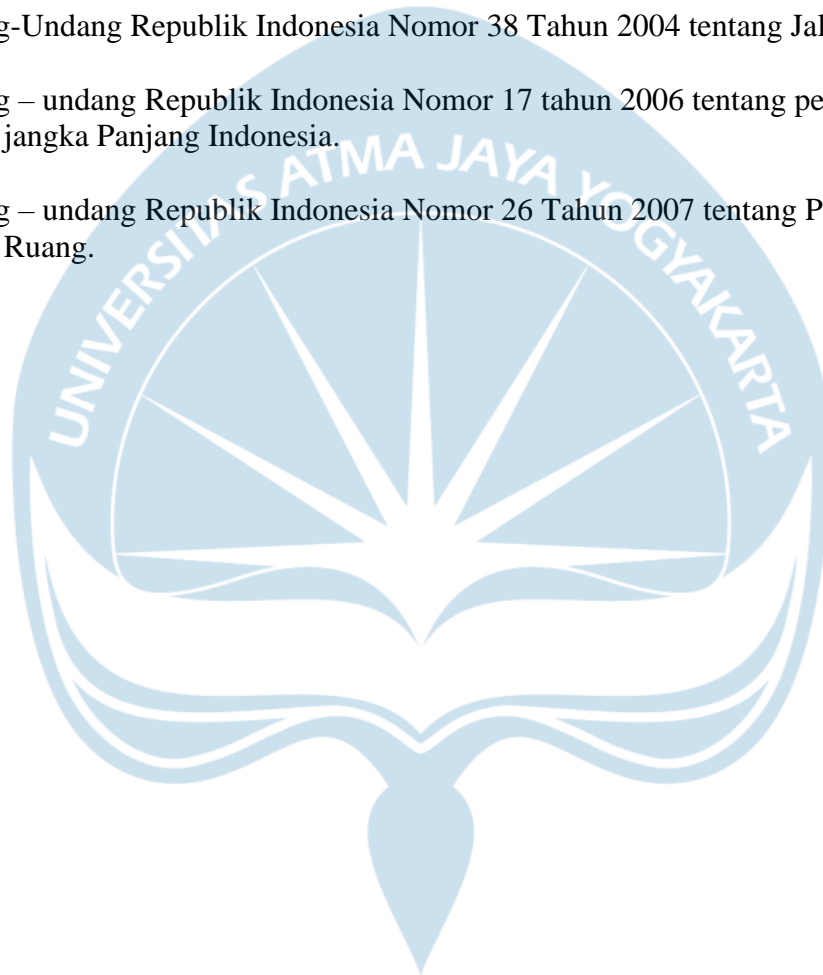 g-Undang Republik Indonesia Nomor 38 Tahun 2004 tentang Jal
g – undang Republik Indonesia Nomor 17 tahun 2006 tentang pe
jangka Panjang Indonesia.
g – undang Republik Indonesia Nomor 26 Tahun 2007 tentang P
Ruang.
UNIVERSITAS ATMA JAYA YOGYAKARTA